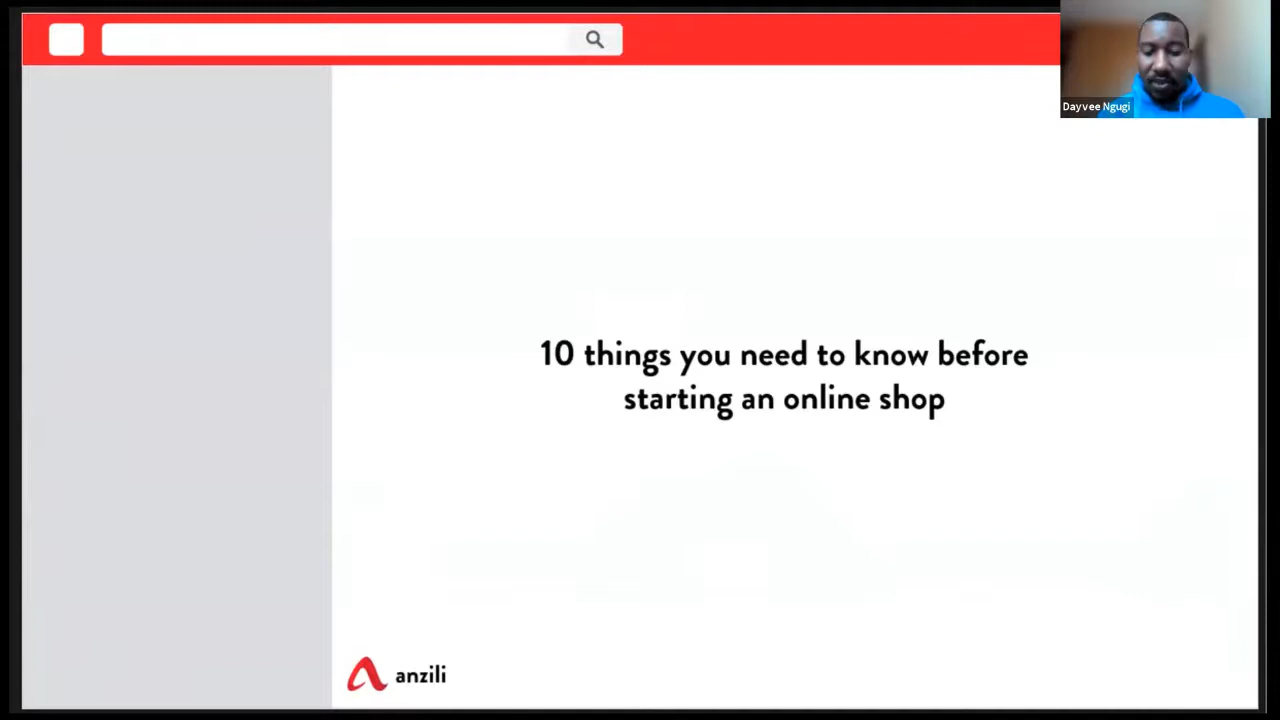 Dayvee Ngugi
10 things you need to know before
starting an online shop
anzili